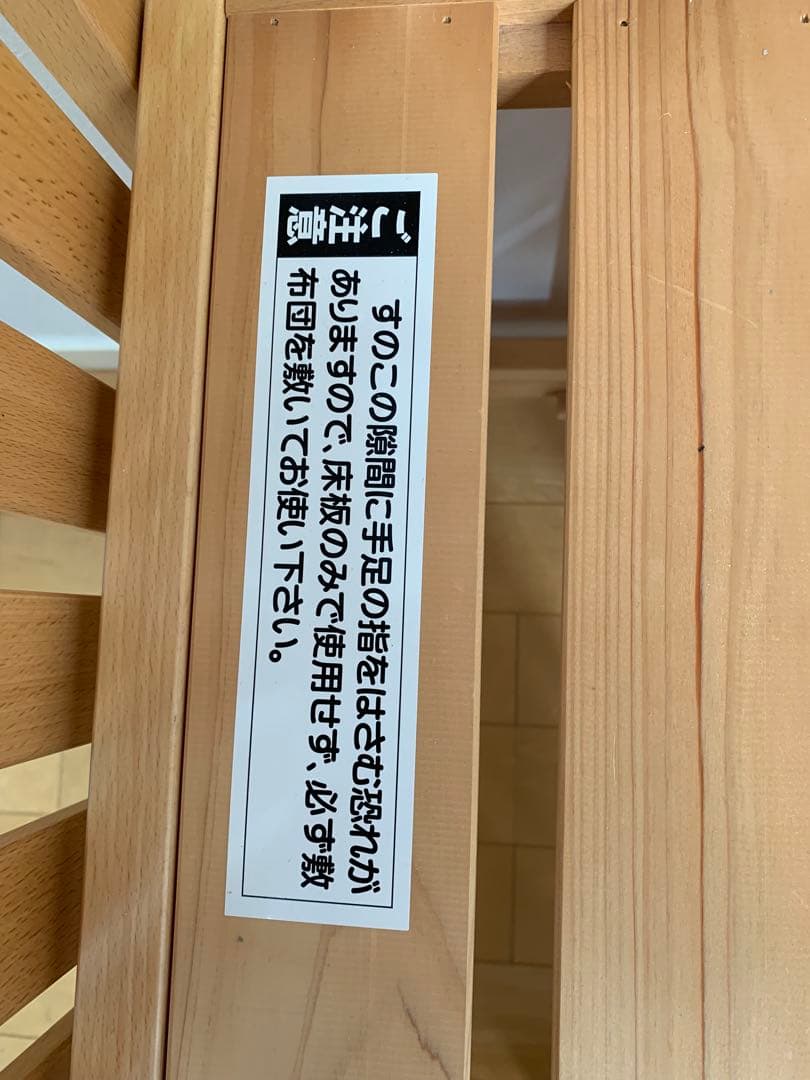 ご注意
すのこの隙間に手足の指をはさむ恐れが
ありますので、床板のみで使用せず、必ず敷
布団を敷いてお使い下さい。